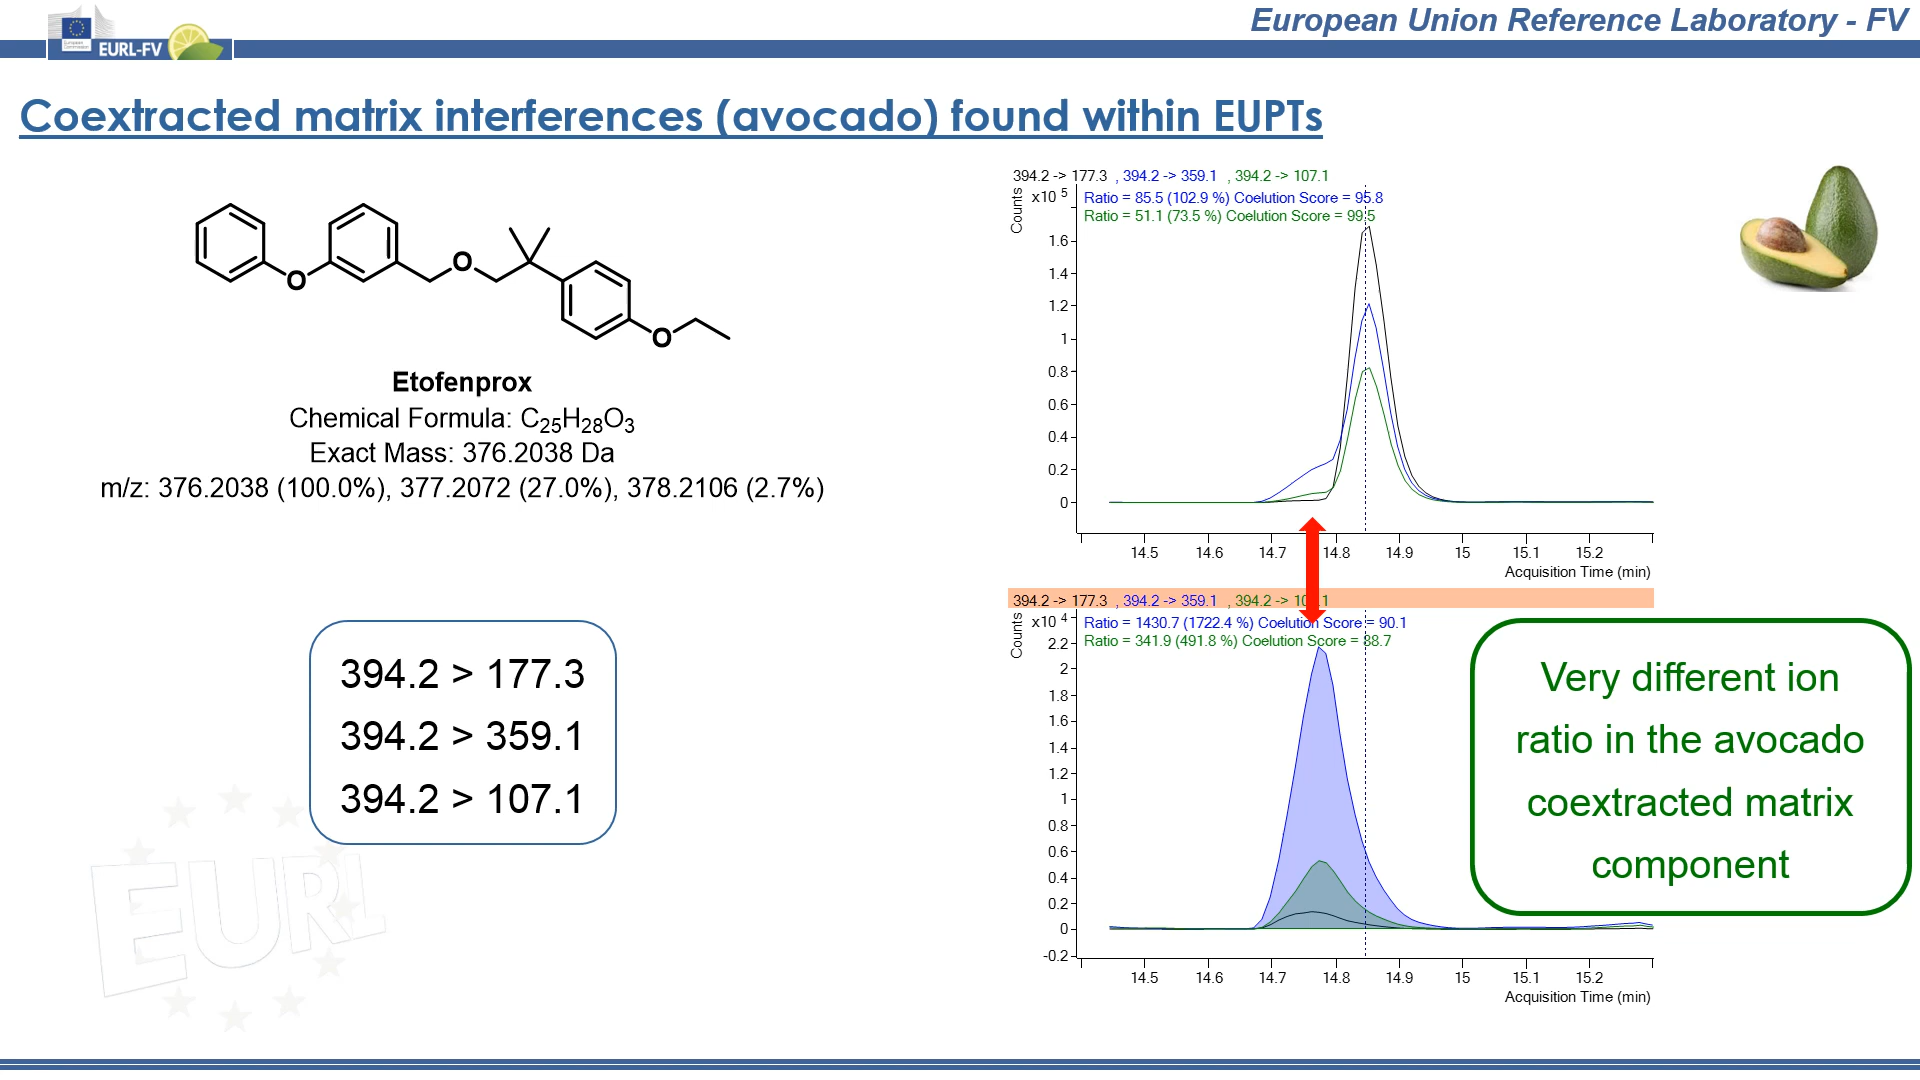 European Union Reference Laboratory - FV
EURL-FV
Coextracted matrix interferences (avocado) found within EUPTs
O
O
O
Etofenprox
Chemical Formula: C25H28O3
Exact Mass: 376.2038 Da
m/z: 376.2038 (100.0%), 377.2072 (27.0%), 378.2106 (2.7%)
394.2 > 177.3
394.2 > 359.1
394.2 > 107.1
EURL
394.2 -> 177.3 , 394.2 -> 359.1 , 394.2 -> 107.1
Counts
x10 5
Ratio = 85.5 (102.9 %) Coelution Score = 95.8
Ratio = 51.1 (73.5 %) Coelution Score = 99.5
1.6
1.4
1.2
1
0.8
0.6
0.4
0.2
0
14.5 14.6 14.7 14.8 14.9 15 15.1 15.2
Acquisition Time (min)
394.2 -> 177.3 , 394.2 -> 359.1 , 394.2 ->
Counts
x10 4
Ratio = 1430.7 (1722.4 %) Coelution Score = 90.1
Ratio = 341.9 (491.8 %) Coelution Score = 88.7
2.2
2
1.8
1.6
1.4
1.2
1
0.8
0.6
0.4
0.2
0
-0.2
14.5 14.6 14.7 14.8 14.9 15 15.1 15.2
Acquisition Time (min)
Very different ion
ratio in the avocado
coextracted matrix
component